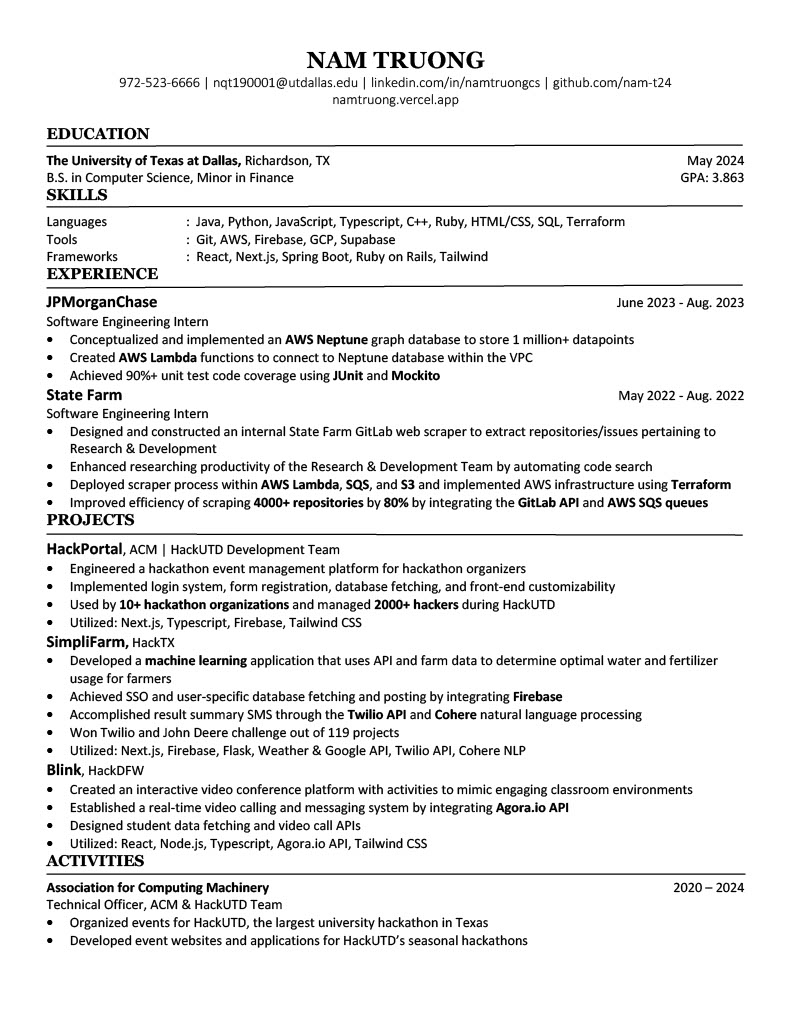 NAM TRUONG
972-523-6666 | nqt190001@utdallas.edu | linkedin.com/in/namtruongcs | github.com/nam-t24
namtruong.vercel.app
EDUCATION
The University of Texas at Dallas, Richardson, TX May 2024
B.S. in Computer Science, Minor in Finance GPA: 3.863
SKILLS
Languages : Java, Python, JavaScript, Typescript, C++, Ruby, HTML/CSS, SQL, Terraform
Tools : Git, AWS, Firebase, GCP, Supabase
Frameworks : React, Next.js, Spring Boot, Ruby on Rails, Tailwind
EXPERIENCE
JPMorganChase June 2023 - Aug. 2023
Software Engineering Intern
• Conceptualized and implemented an AWS Neptune graph database to store 1 million+ datapoints
• Created AWS Lambda functions to connect to Neptune database within the VPC
• Achieved 90%+ unit test code coverage using JUnit and Mockito
State Farm May 2022 - Aug. 2022
Software Engineering Intern
• Designed and constructed an internal State Farm GitLab web scraper to extract repositories/issues pertaining to
Research & Development
• Enhanced researching productivity of the Research & Development Team by automating code search
• Deployed scraper process within AWS Lambda, SQS, and S3 and implemented AWS infrastructure using Terraform
• Improved efficiency of scraping 4000+ repositories by 80% by integrating the GitLab API and AWS SQS queues
PROJECTS
HackPortal, ACM | HackUTD Development Team
• Engineered a hackathon event management platform for hackathon organizers
• Implemented login system, form registration, database fetching, and front-end customizability
• Used by 10+ hackathon organizations and managed 2000+ hackers during HackUTD
• Utilized: Next.js, Typescript, Firebase, Tailwind CSS
SimpliFarm, HackTX
• Developed a machine learning application that uses API and farm data to determine optimal water and fertilizer
usage for farmers
• Achieved SSO and user-specific database fetching and posting by integrating Firebase
• Accomplished result summary SMS through the Twilio API and Cohere natural language processing
• Won Twilio and John Deere challenge out of 119 projects
• Utilized: Next.js, Firebase, Flask, Weather & Google API, Twilio API, Cohere NLP
Blink, HackDFW
• Created an interactive video conference platform with activities to mimic engaging classroom environments
• Established a real-time video calling and messaging system by integrating Agora.io API
• Designed student data fetching and video call APIs
• Utilized: React, Node.js, Typescript, Agora.io API, Tailwind CSS
ACTIVITIES
Association for Computing Machinery 2020 – 2024
Technical Officer, ACM & HackUTD Team
• Organized events for HackUTD, the largest university hackathon in Texas
• Developed event websites and applications for HackUTD’s seasonal hackathons